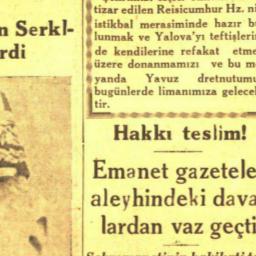 n Serkl-
rdi
tizar edilen Reisicumhur Hz. ni
istikbal merasiminde hazır bu
lunmak ve Yalova'yı teftişleri
de kendilerine refakat etme
üzere donanmamızı ve bu m
yanda Yavuz dretnutumu
bugünlerde limanımıza gelecek
tir.
Hakkı teslim!
Emanet gazetele
aleyhindeki dava
lardan vaz geçti